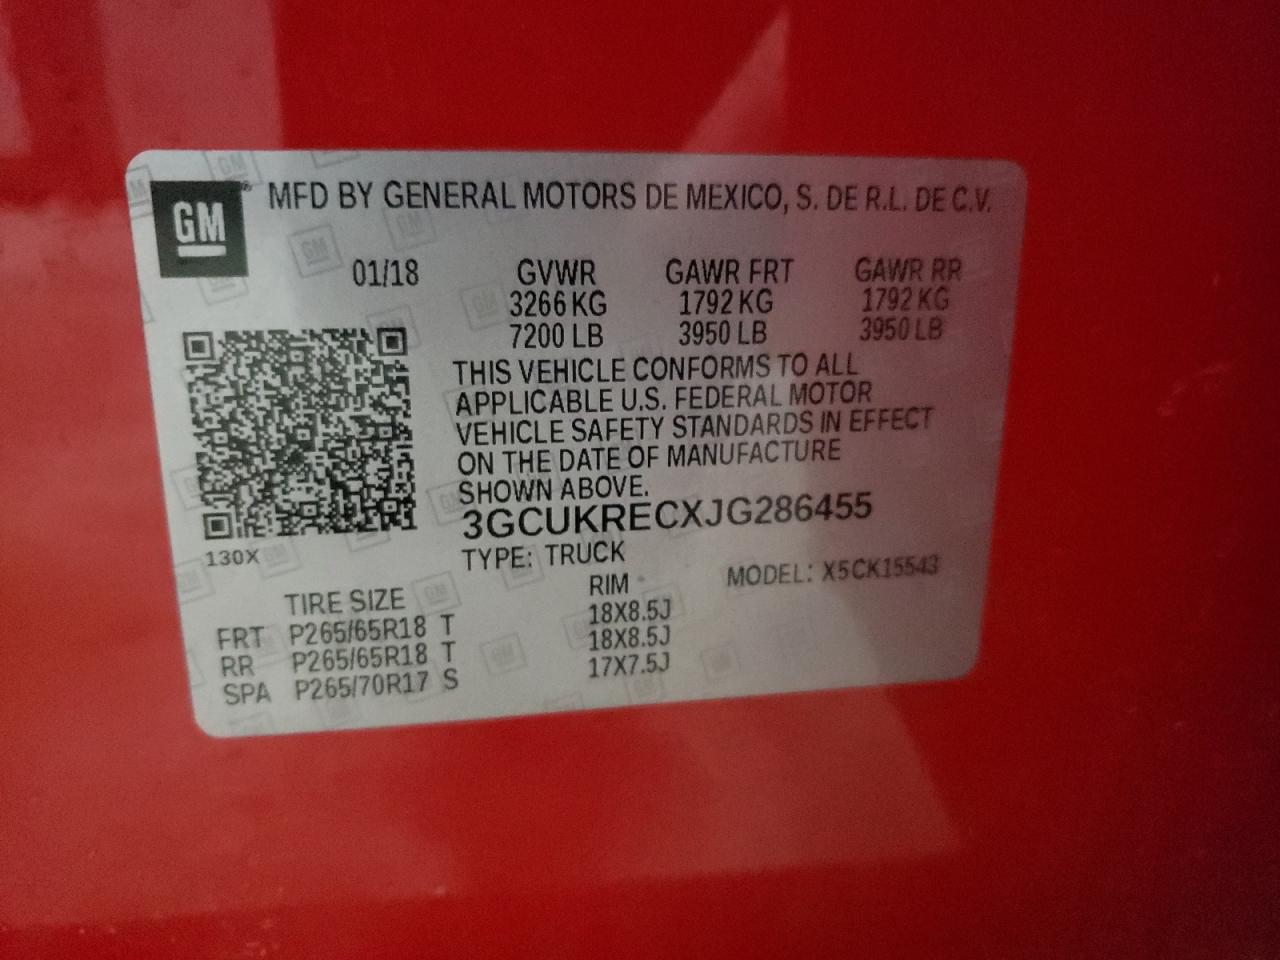 GM
MFD BY GENERAL MOTORS DE MEXICO, S. DE R.L. DE C.V.
01/18 GVWR GAWR FRT GAWR RR
3266 KG 1792 KG 1792 KG
7200 LB 3950 LB 3950 LB
THIS VEHICLE CONFORMS TO ALL
APPLICABLE U.S. FEDERAL MOTOR
VEHICLE SAFETY STANDARDS IN EFFECT
ON THE DATE OF MANUFACTURE
SHOWN ABOVE.
3GCUKRECXJG286455
130X
TYPE: TRUCK
MODEL: X5CK15543
TIRE SIZE RIM
FRT P265/65R18 T 18X8.5J
RR P265/65R18 T 18X8.5J
SPA P265/70R17 S 17X7.5J